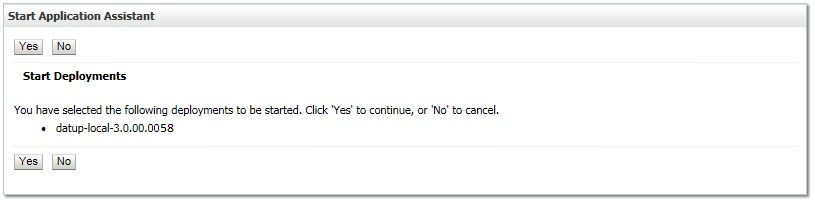 Start Application Assistant
Yes No
Start Deployments
You have selected the following deployments to be started. Click 'Yes' to continue, or 'No' to cancel.
• datup-local-3.0.00.0058
Yes No